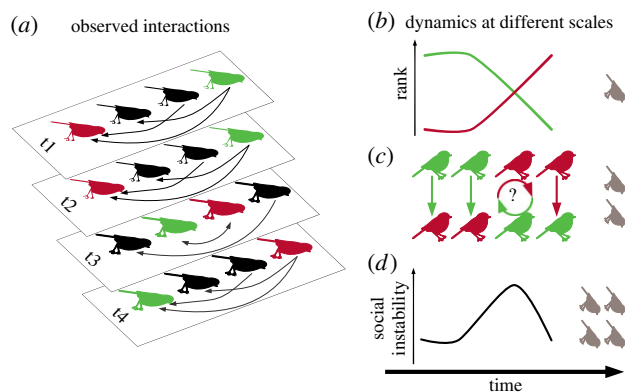 (a) observed interactions
t1
t2
t3
t4
(b) dynamics at different scales
rank
(c)
?
(d)
social
instability
time